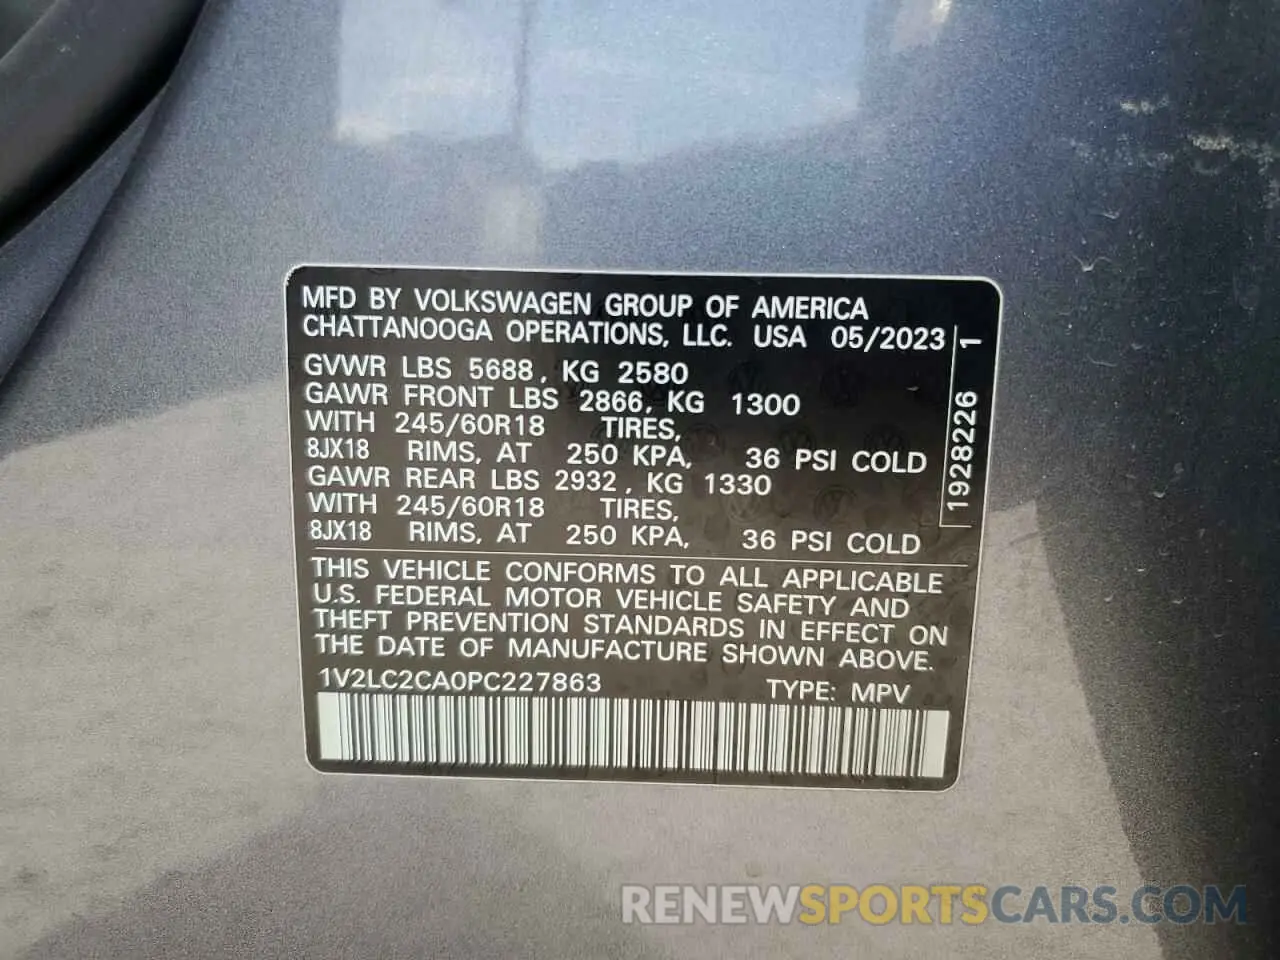 MFD BY VOLKSWAGEN GROUP OF AMERICA
CHATTANOOGA OPERATIONS, LLC. USA 05/2023
GVWR LBS 5688, KG 2580
GAWR FRONT LBS 2866, KG 1300
WITH 245/60R18 TIRES,
8JX18 RIMS, AT 250 KPA, 36 PSI COLD
GAWR REAR LBS 2932, KG 1330
WITH 245/60R18 TIRES,
8JX18 RIMS, AT 250 KPA, 36 PSI COLD
1928226 1
THIS VEHICLE CONFORMS TO ALL APPLICABLE
U.S. FEDERAL MOTOR VEHICLE SAFETY AND
THEFT PREVENTION STANDARDS IN EFFECT ON
THE DATE OF MANUFACTURE SHOWN ABOVE.
1V2LC2CA0PC227863 TYPE: MPV
RENEWSPORTSCARS.COM